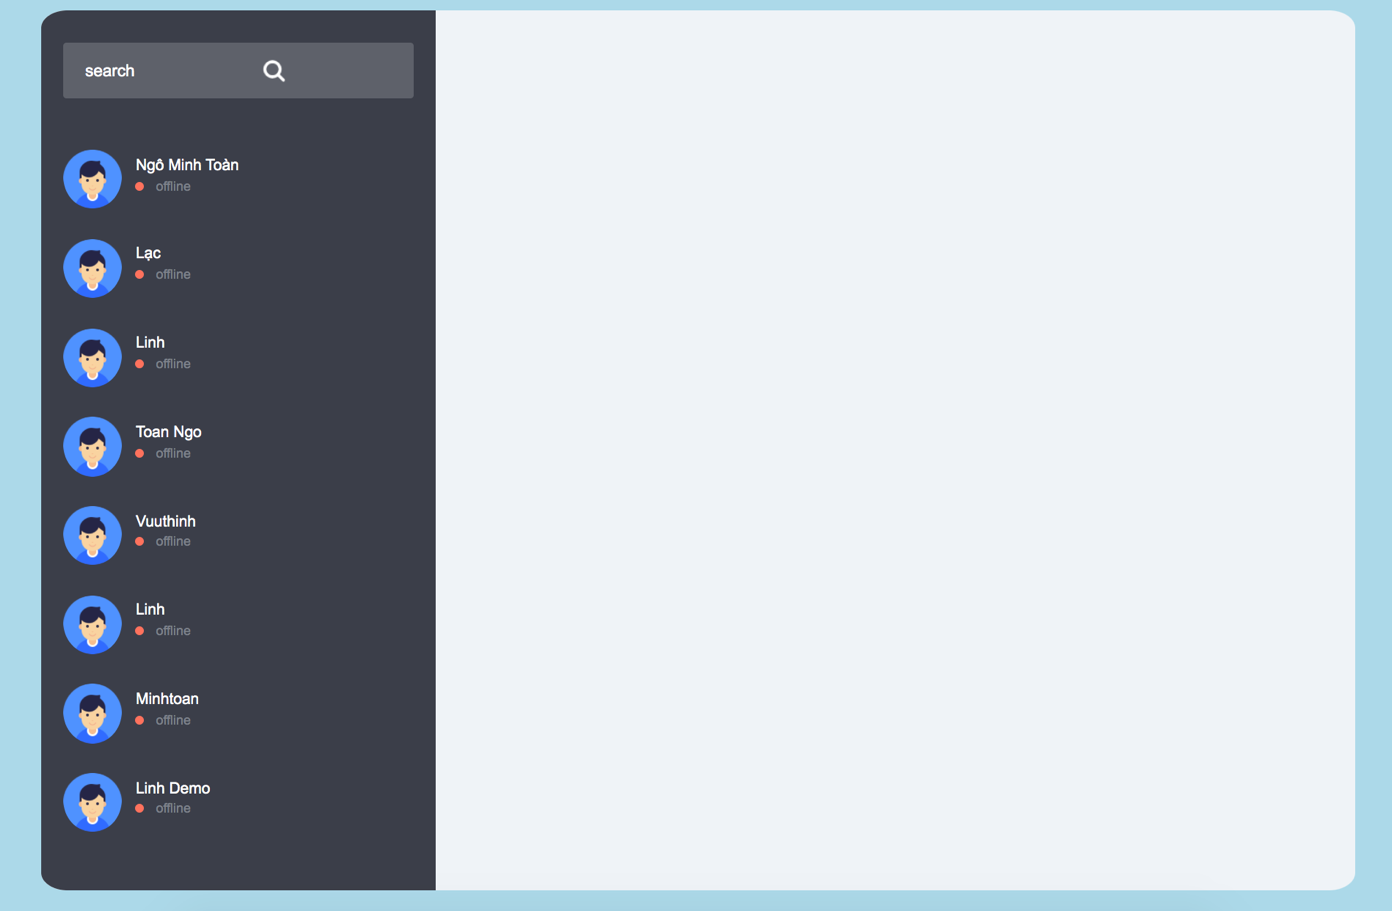 search
Ngô Minh Toàn
offline
Lạc
offline
Linh
offline
Toan Ngo
offline
Vuuthinh
offline
Linh
offline
Minhtoan
offline
Linh Demo
offline